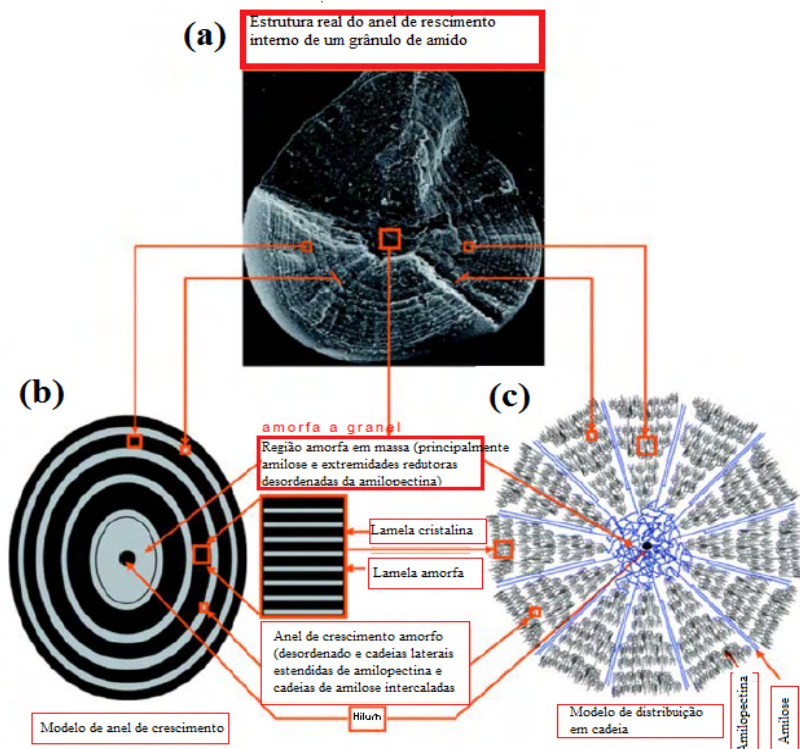 (a)
Estrutura real do anel de rescimento
interno de um grânulo de amido
(b)
(c)
amorfa a granel
Região amorfa em massa (principalmente
amilose e extremidades redutoras
desordenadas da amilopectina)
Lamela cristalina
Lamela amorfa
Anel de crescimento amorfo
(desordenado e cadeias laterais
estendidas de amilopectina e
cadeias de amilose intercaladas
Hilum
Modelo de anel de crescimento
Modelo de distribuição
em cadeia
Amilopectina
Amilose